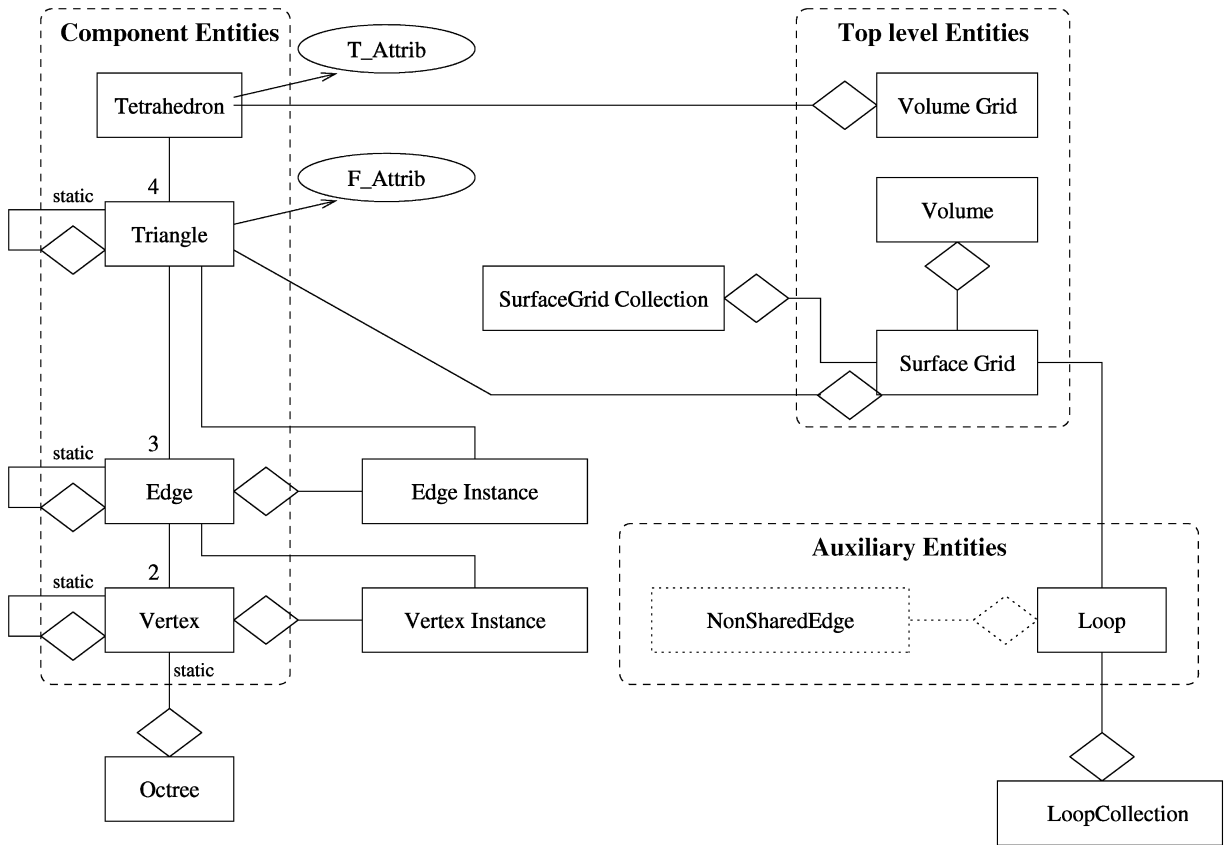 Component Entities
Top level Entities
T_Attrib
Tetrahedron
Volume Grid
4
static
F_Attrib
Triangle
Volume
SurfaceGrid Collection
Surface Grid
3
static
Edge
Edge Instance
Auxiliary Entities
2
static
Vertex
Vertex Instance
NonSharedEdge
Loop
static
Octree
LoopCollection